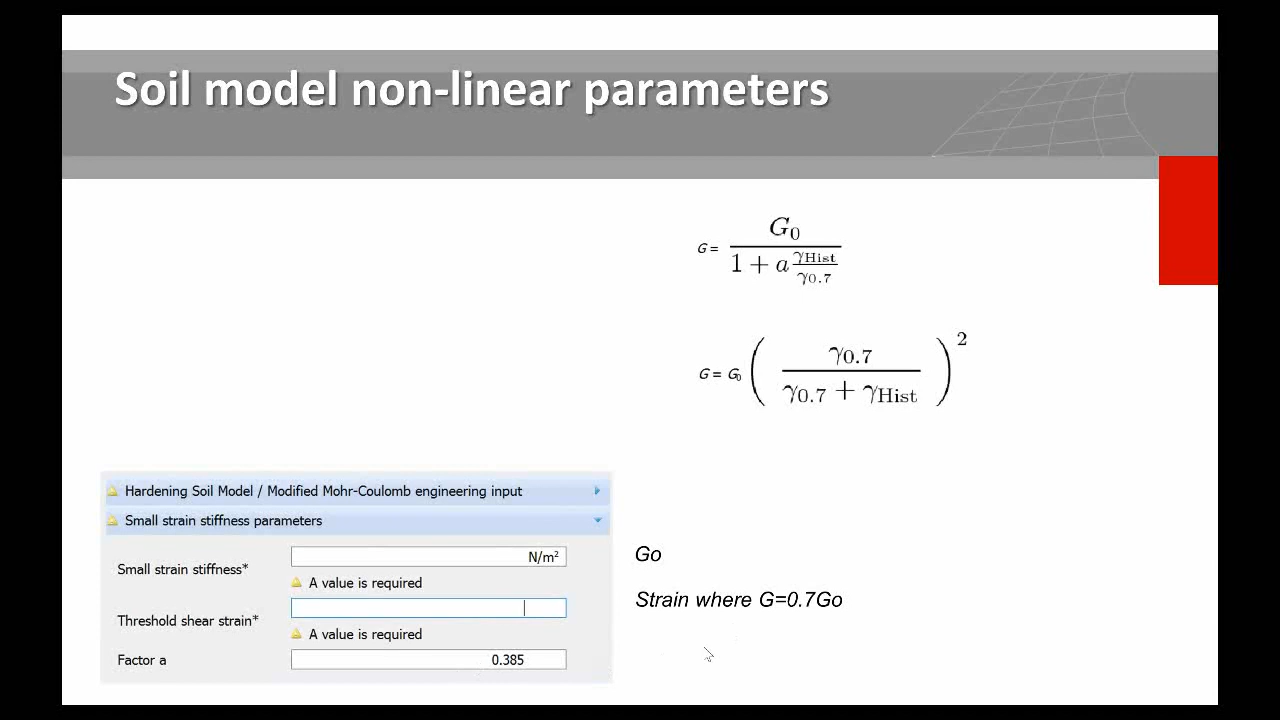 Soil model non-linear parameters
G = G₀ / (1 + a γHist/γ0.7)
G = G₀ ( γ0.7 / (γ0.7 + γHist) )²
Hardening Soil Model / Modified Mohr-Coulomb engineering input
Small strain stiffness parameters
Small strain stiffness* N/m²
A value is required
Go
Threshold shear strain*
A value is required
Strain where G=0.7Go
Factor a 0.385